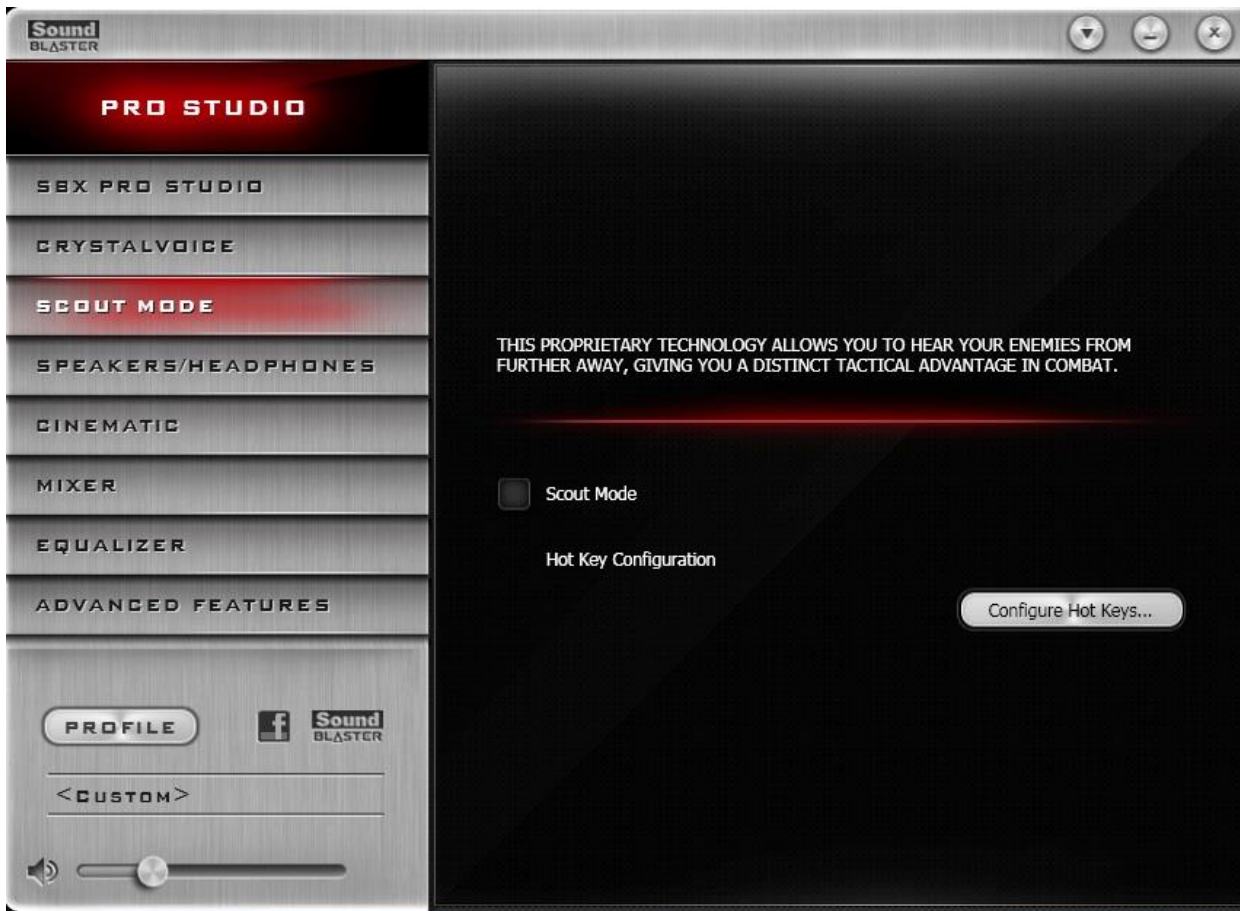 Sound
BLASTER
PRO STUDIO
SBX PRO STUDIO
CRYSTALVOICE
SCOUT MODE
SPEAKERS/HEADPHONES
CINEMATIC
MIXER
EQUALIZER
ADVANCED FEATURES
PROFILE
f
Sound
BLASTER
<CUSTOM>
THIS PROPRIETARY TECHNOLOGY ALLOWS YOU TO HEAR YOUR ENEMIES FROM
FURTHER AWAY, GIVING YOU A DISTINCT TACTICAL ADVANTAGE IN COMBAT.
Scout Mode
Hot Key Configuration
Configure Hot Keys...